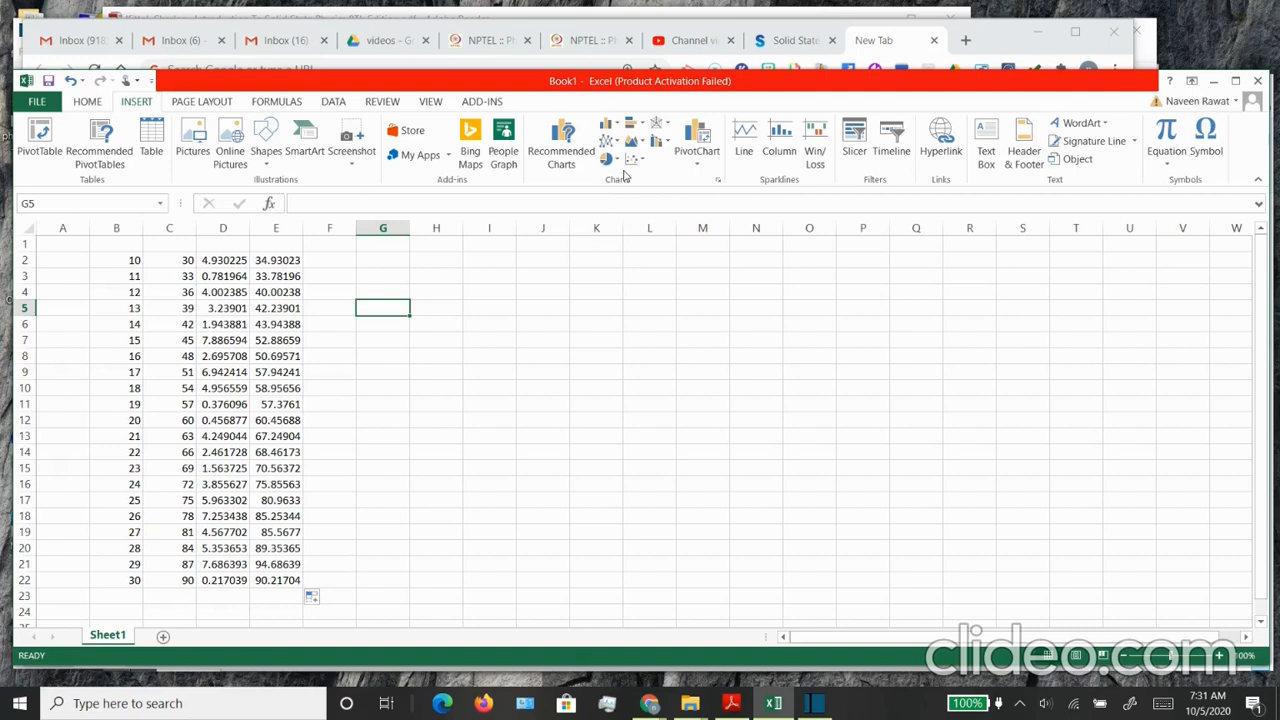 Inbox (918)
Inbox (6) -
Inbox (16)
videos - G
NPTEL :: Pl
NPTEL :: Ph
Channel vi
Solid State
New Tab
Book1 - Excel (Product Activation Failed)
FILE HOME INSERT PAGE LAYOUT FORMULAS DATA REVIEW VIEW ADD-INS
Naveen Rawat
PivotTable Recommended PivotTables Table
Pictures Online Pictures Shapes SmartArt Screenshot
Store
My Apps
Bing Maps People Graph
Recommended Charts PivotChart
Line Column Win/Loss
Slicer Timeline
Hyperlink
Text Box Header & Footer
WordArt
Signature Line
Object
Equation Symbol
Tables Illustrations Add-ins Charts Sparklines Filters Links Text Symbols
G5
fx
A B C D E F G H I J K L M N O P Q R S T U V W
1
2 10 30 4.930225 34.93023
3 11 33 0.781964 33.78196
4 12 36 4.002385 40.00238
5 13 39 3.23901 42.23901
6 14 42 1.943881 43.94388
7 15 45 7.886594 52.88659
8 16 48 2.695708 50.69571
9 17 51 6.942414 57.94241
10 18 54 4.956559 58.95656
11 19 57 0.376096 57.3761
12 20 60 0.456877 60.45688
13 21 63 4.249044 67.24904
14 22 66 2.461728 68.46173
15 23 69 1.563725 70.56372
16 24 72 3.855627 75.85563
17 25 75 5.963302 80.9633
18 26 78 7.253438 85.25344
19 27 81 4.567702 85.5677
20 28 84 5.353653 89.35365
21 29 87 7.686393 94.68639
22 30 90 0.217039 90.21704
23
24
Sheet1
READY
100%
clideo.com
Type here to search
100%
7:31 AM
10/5/2020